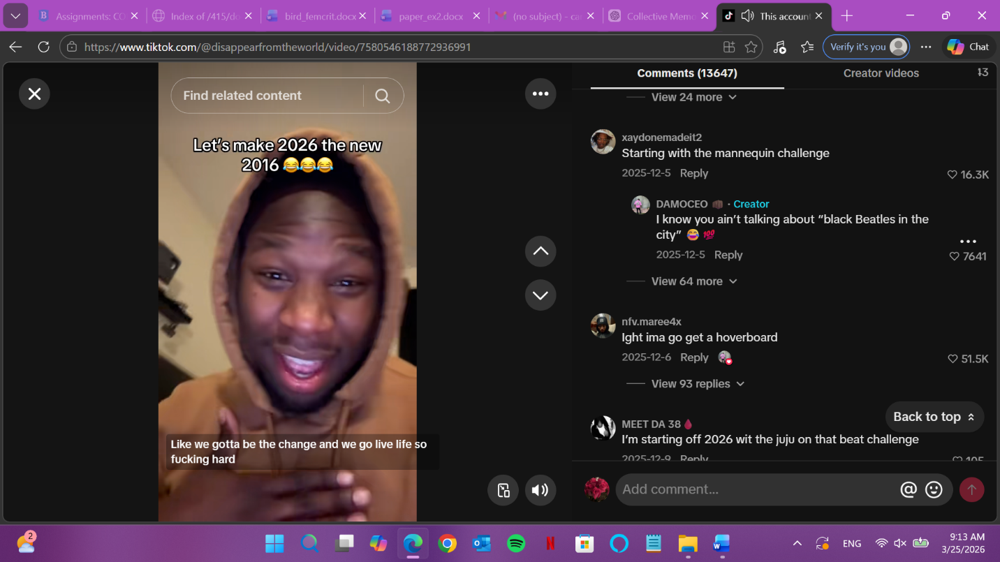 Assignments: CO
Index of /415/do
bird_femcrit.docx
paper_ex2.docx
(no subject) - ca
Collective Memo
This account
https://www.tiktok.com/@disappearfromtheworld/video/7580546188772936991
Verify it's you
Chat
Find related content
Let's make 2026 the new
2016 😂😂😂
Like we gotta be the change and we go live life so
fucking hard
Comments (13647)
Creator videos
View 24 more
xaydonemadeit2
Starting with the mannequin challenge
2025-12-5 Reply
16.3K
DAMOCEO 👊🏿 · Creator
I know you ain't talking about “black Beatles in the
city” 😂 💯
2025-12-5 Reply
7641
View 64 more
nfv.maree4x
Ight ima go get a hoverboard
2025-12-6 Reply
51.5K
View 93 replies
MEET DA 38 🩸
I'm starting off 2026 wit the juju on that beat challenge
2025-12-9 Reply
105
Back to top
Add comment...
2
ENG
9:13 AM
3/25/2026